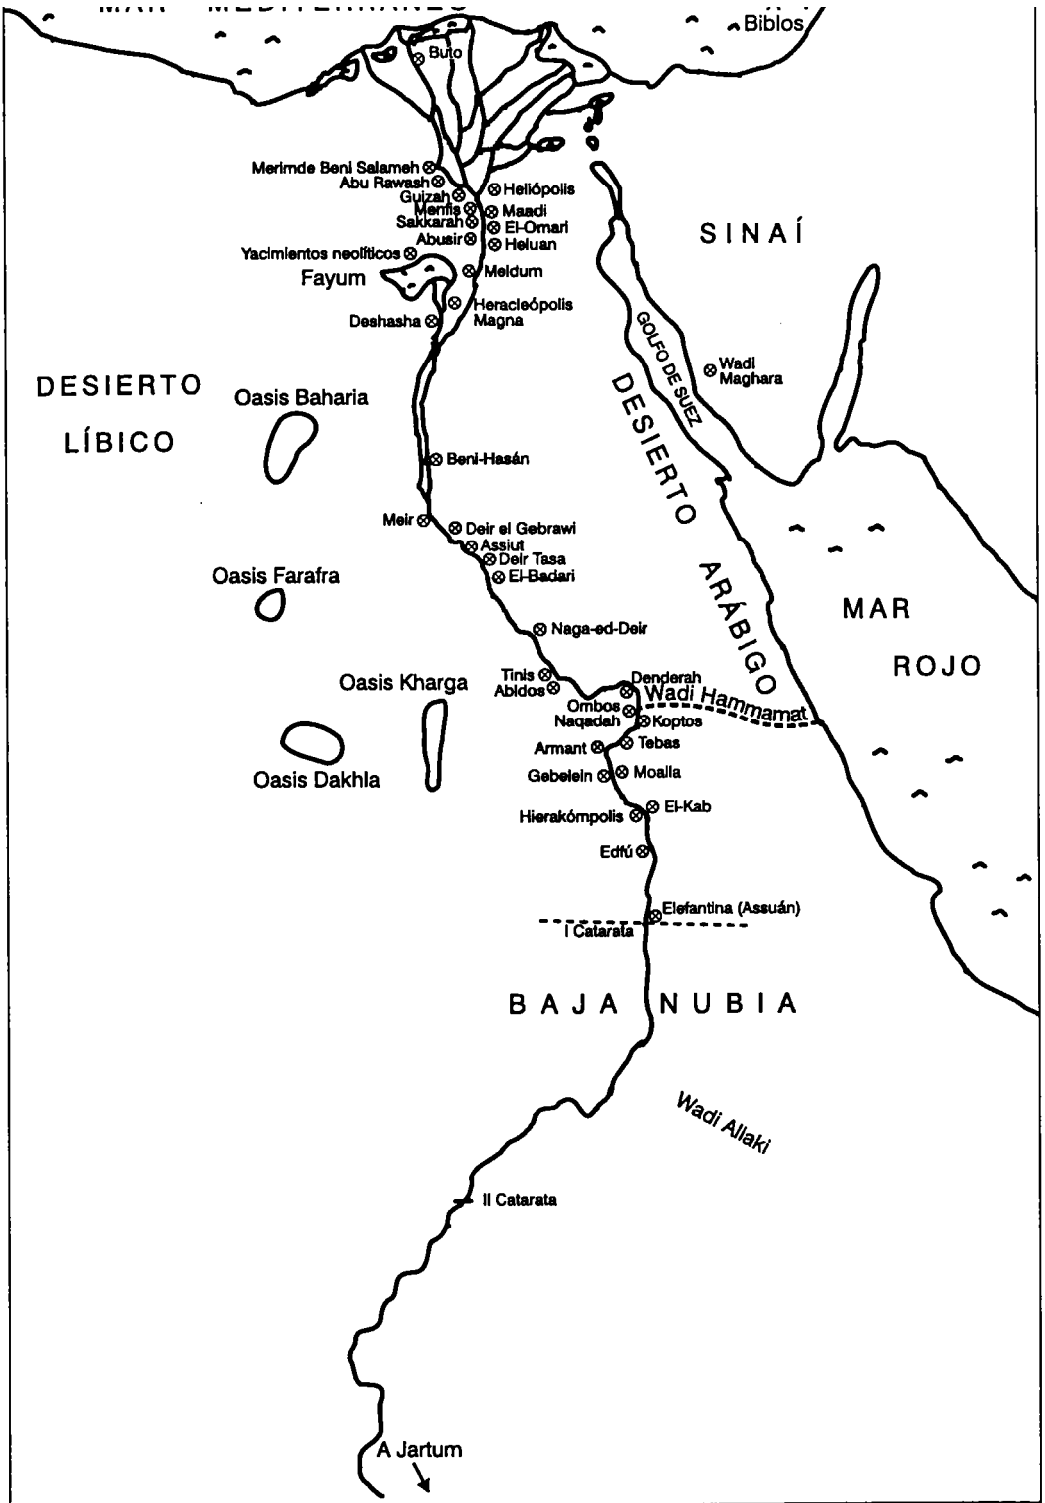 MAR MEDITERRÁNEO
Biblos
Buto
Merimde Beni Salameh
Abu Rawash
Guizah
Menfis
Sakkarah
Abusir
Yacimientos neolíticos
Fayum
Deshasha
Heliópolis
Maadi
El-Omari
Heluan
Meidum
Heracleópolis
Magna
SINAÍ
GOLFO DE SUEZ
Wadi
Maghara
DESIERTO
LÍBICO
Oasis Baharia
DESIERTO ARÁBIGO
Beni-Hasán
Meir
Deir el Gebrawi
Assiut
Deir Tasa
El-Badari
Oasis Farafra
MAR
ROJO
Naga-ed-Deir
Tinis
Abidos
Denderah
Wadi Hammamat
Oasis Kharga
Ombos
Naqadah
Koptos
Armant
Tebas
Oasis Dakhla
Gebelein
Moalla
El-Kab
Hierakómpolis
Edfú
Elefantina (Assuán)
I Catarata
BAJA NUBIA
Wadi Allaki
II Catarata
A Jartum